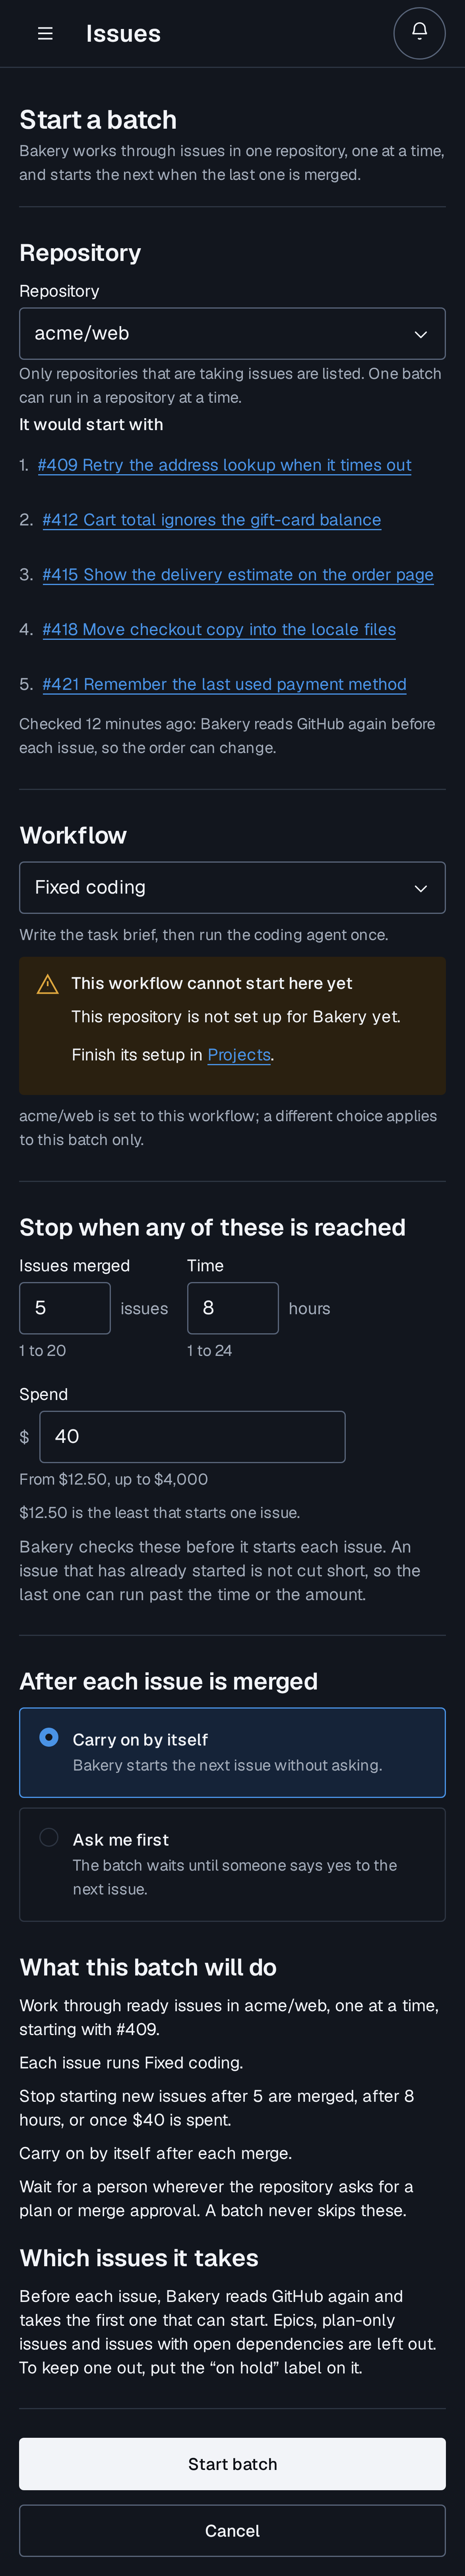 Issues
Start a batch
Bakery works through issues in one repository, one at a time,
and starts the next when the last one is merged.
Repository
Repository
acme/web
Only repositories that are taking issues are listed. One batch
can run in a repository at a time.
It would start with
1. #409 Retry the address lookup when it times out
2. #412 Cart total ignores the gift-card balance
3. #415 Show the delivery estimate on the order page
4. #418 Move checkout copy into the locale files
5. #421 Remember the last used payment method
Checked 12 minutes ago: Bakery reads GitHub again before
each issue, so the order can change.
Workflow
Fixed coding
Write the task brief, then run the coding agent once.
This workflow cannot start here yet
This repository is not set up for Bakery yet.
Finish its setup in Projects.
acme/web is set to this workflow; a different choice applies
to this batch only.
Stop when any of these is reached
Issues merged Time
5 issues 8 hours
1 to 20 1 to 24
Spend
$ 40
From $12.50, up to $4,000
$12.50 is the least that starts one issue.
Bakery checks these before it starts each issue. An
issue that has already started is not cut short, so the
last one can run past the time or the amount.
After each issue is merged
Carry on by itself
Bakery starts the next issue without asking.
Ask me first
The batch waits until someone says yes to the
next issue.
What this batch will do
Work through ready issues in acme/web, one at a time,
starting with #409.
Each issue runs Fixed coding.
Stop starting new issues after 5 are merged, after 8
hours, or once $40 is spent.
Carry on by itself after each merge.
Wait for a person wherever the repository asks for a
plan or merge approval. A batch never skips these.
Which issues it takes
Before each issue, Bakery reads GitHub again and
takes the first one that can start. Epics, plan-only
issues and issues with open dependencies are left out.
To keep one out, put the “on hold” label on it.
Start batch
Cancel